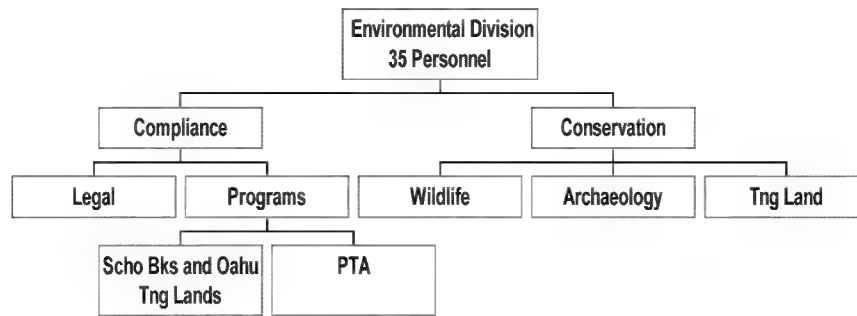 Environmental Division
35 Personnel
Compliance
Conservation
Legal
Programs
Wildlife
Archaeology
Tng Land
Scho Bks and Oahu
Tng Lands
PTA